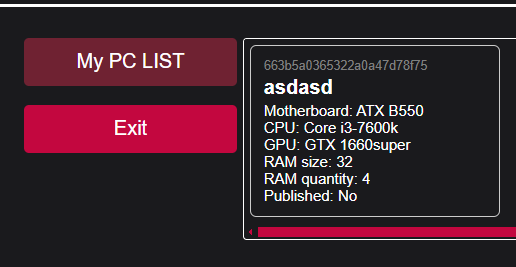 My PC LIST
Exit
663b5a0365322a0a47d78f75
asdasd
Motherboard: ATX B550
CPU: Core i3-7600k
GPU: GTX 1660super
RAM size: 32
RAM quantity: 4
Published: No